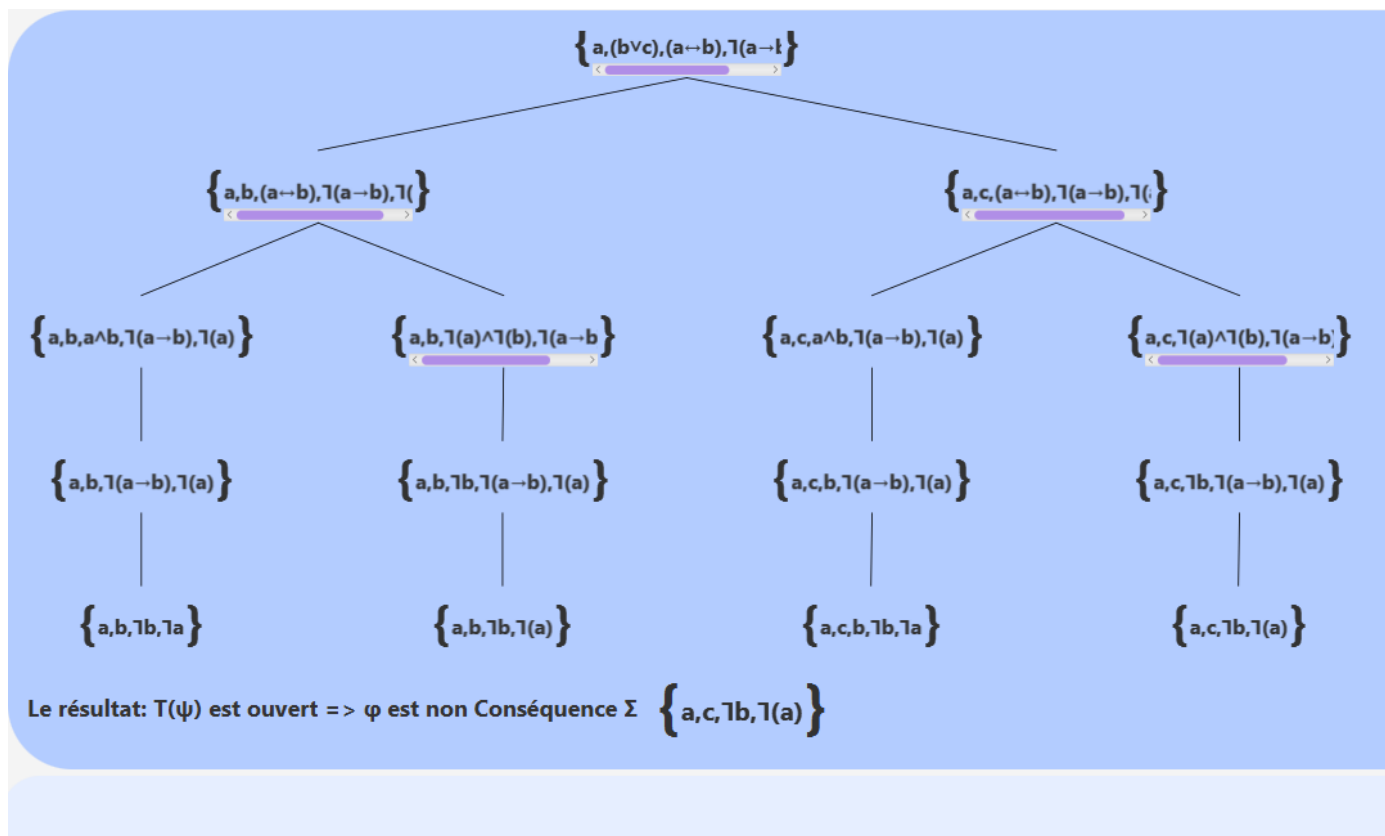 {a,(b∨c),(a↔b),⅂(a→b}
{a,b,(a↔b),⅂(a→b),⅂(}
{a,c,(a↔b),⅂(a→b),⅂(}
{a,b,a∧b,⅂(a→b),⅂(a)}
{a,b,⅂(a)∧⅂(b),⅂(a→b}
{a,c,a∧b,⅂(a→b),⅂(a)}
{a,c,⅂(a)∧⅂(b),⅂(a→b)}
{a,b,⅂(a→b),⅂(a)}
{a,b,⅂b,⅂(a→b),⅂(a)}
{a,c,b,⅂(a→b),⅂(a)}
{a,c,⅂b,⅂(a→b),⅂(a)}
{a,b,⅂b,⅂a}
{a,b,⅂b,⅂(a)}
{a,c,b,⅂b,⅂a}
{a,c,⅂b,⅂(a)}
Le résultat: T(ψ) est ouvert => φ est non Conséquence Σ {a,c,⅂b,⅂(a)}